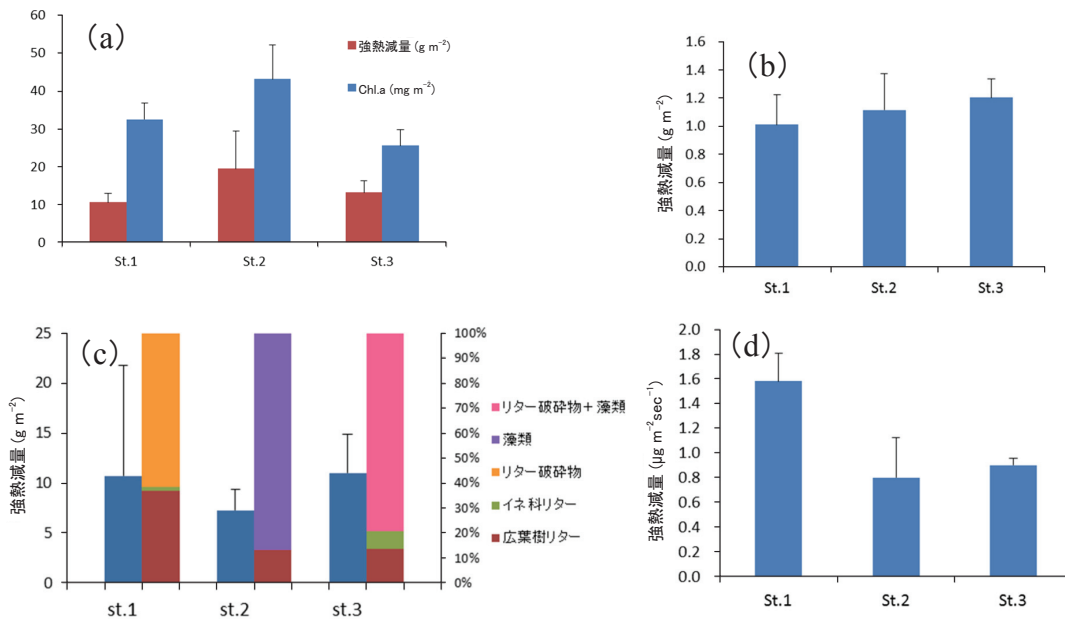 (a)
60
50
40
30
20
10
0
強熱減量 (g m⁻²)
Chl.a (mg m⁻²)
St.1 St.2 St.3
(b)
強熱減量 (g m⁻²)
1.6
1.4
1.2
1.0
0.8
0.6
0.4
0.2
0.0
St.1 St.2 St.3
(c)
強熱減量 (g m⁻²)
25
20
15
10
5
0
100%
90%
80%
70%
60%
50%
40%
30%
20%
10%
0%
リター破砕物+藻類
藻類
リター破砕物
イネ科リター
広葉樹リター
st.1 st.2 st.3
(d)
強熱減量 (μg m⁻²sec⁻¹)
2.0
1.8
1.6
1.4
1.2
1.0
0.8
0.6
0.4
0.2
0.0
St.1 St.2 St.3